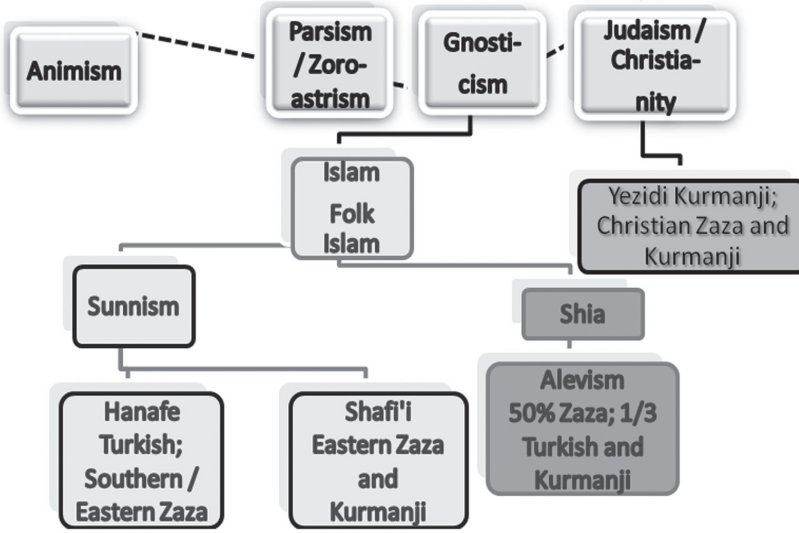 Animism
Parsism
/ Zoro-
astrism
Gnosti-
cism
Judaism /
Christia-
nity
Islam
Folk
Islam
Yezidi Kurmanji;
Christian Zaza and
Kurmanji
Sunnism
Shia
Hanafe
Turkish;
Southern /
Eastern Zaza
Shafi'i
Eastern Zaza
and
Kurmanji
Alevism
50% Zaza; 1/3
Turkish and
Kurmanji